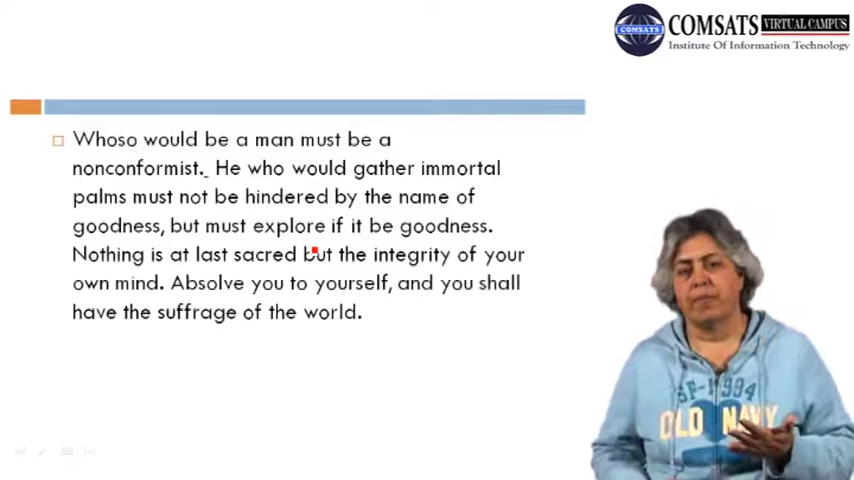 COMSATS VIRTUAL CAMPUS
Institute Of Information Technology
COMSATS
Whoso would be a man must be a
nonconformist. He who would gather immortal
palms must not be hindered by the name of
goodness, but must explore if it be goodness.
Nothing is at last sacred but the integrity of your
own mind. Absolve you to yourself, and you shall
have the suffrage of the world.
SF-1994
OLD NAVY